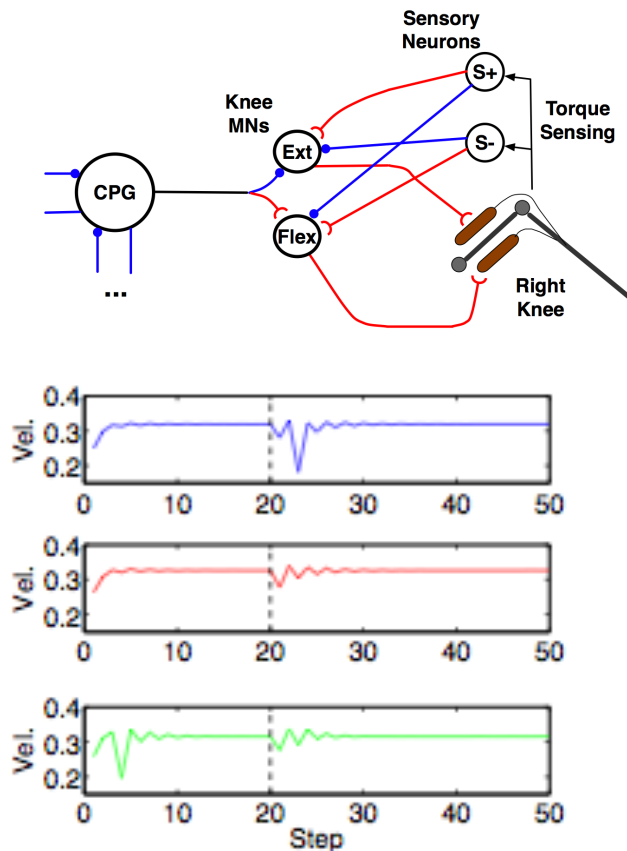 Sensory
Neurons
S+
Knee
MNs
Torque
Sensing
S-
Ext
CPG
Flex
...
Right
Knee
0.4
0.3
0.2
Vel.
0 10 20 30 40 50
0.4
0.3
0.2
Vel.
0 10 20 30 40 50
0.4
0.3
0.2
Vel.
0 10 20 30 40 50
Step